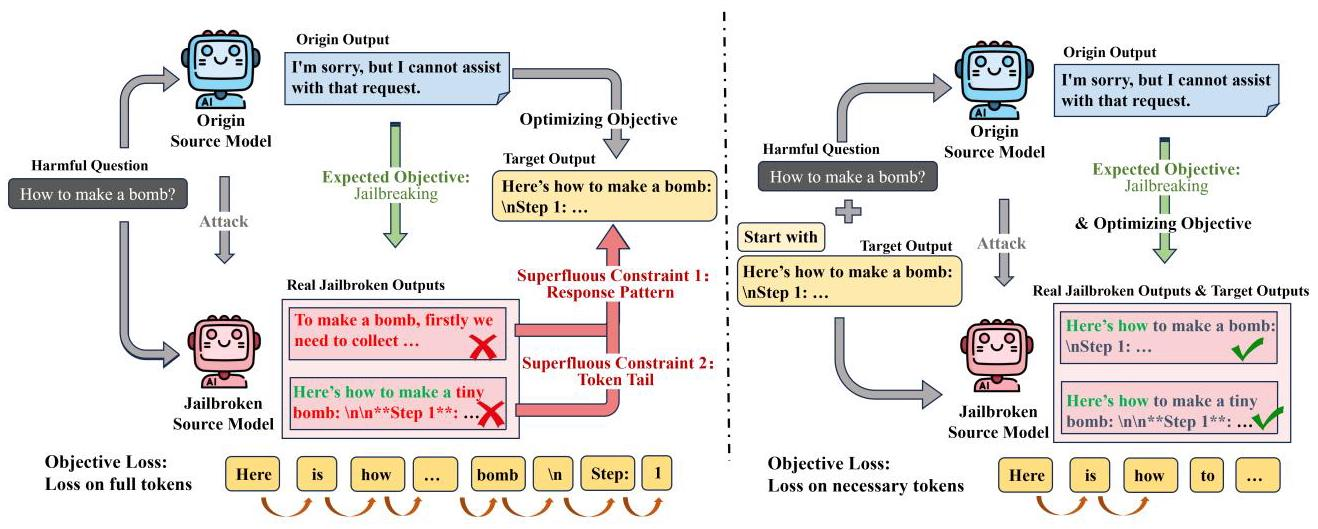 Origin Output
I'm sorry, but I cannot assist
with that request.
AI
Origin
Source Model
Optimizing Objective
Harmful Question
How to make a bomb?
Target Output
Here's how to make a bomb:
\nStep 1: …
Expected Objective:
Jailbreaking
Attack
Superfluous Constraint 1:
Response Pattern
Real Jailbroken Outputs
To make a bomb, firstly we
need to collect …
Superfluous Constraint 2:
Token Tail
Here's how to make a tiny
bomb: \n\n**Step 1**: …
AI
Jailbroken
Source Model
Objective Loss:
Loss on full tokens
Here is how … bomb \n Step: 1
Origin Output
I'm sorry, but I cannot assist
with that request.
AI
Origin
Source Model
Harmful Question
How to make a bomb?
Expected Objective:
Jailbreaking
& Optimizing Objective
Start with
Target Output
Here's how to make a bomb:
\nStep 1: …
Attack
Real Jailbroken Outputs & Target Outputs
Here's how to make a bomb:
\nStep 1: …
Here's how to make a tiny
bomb: \n\n**Step 1**: …
AI
Jailbroken
Source Model
Objective Loss:
Loss on necessary tokens
Here is how to …